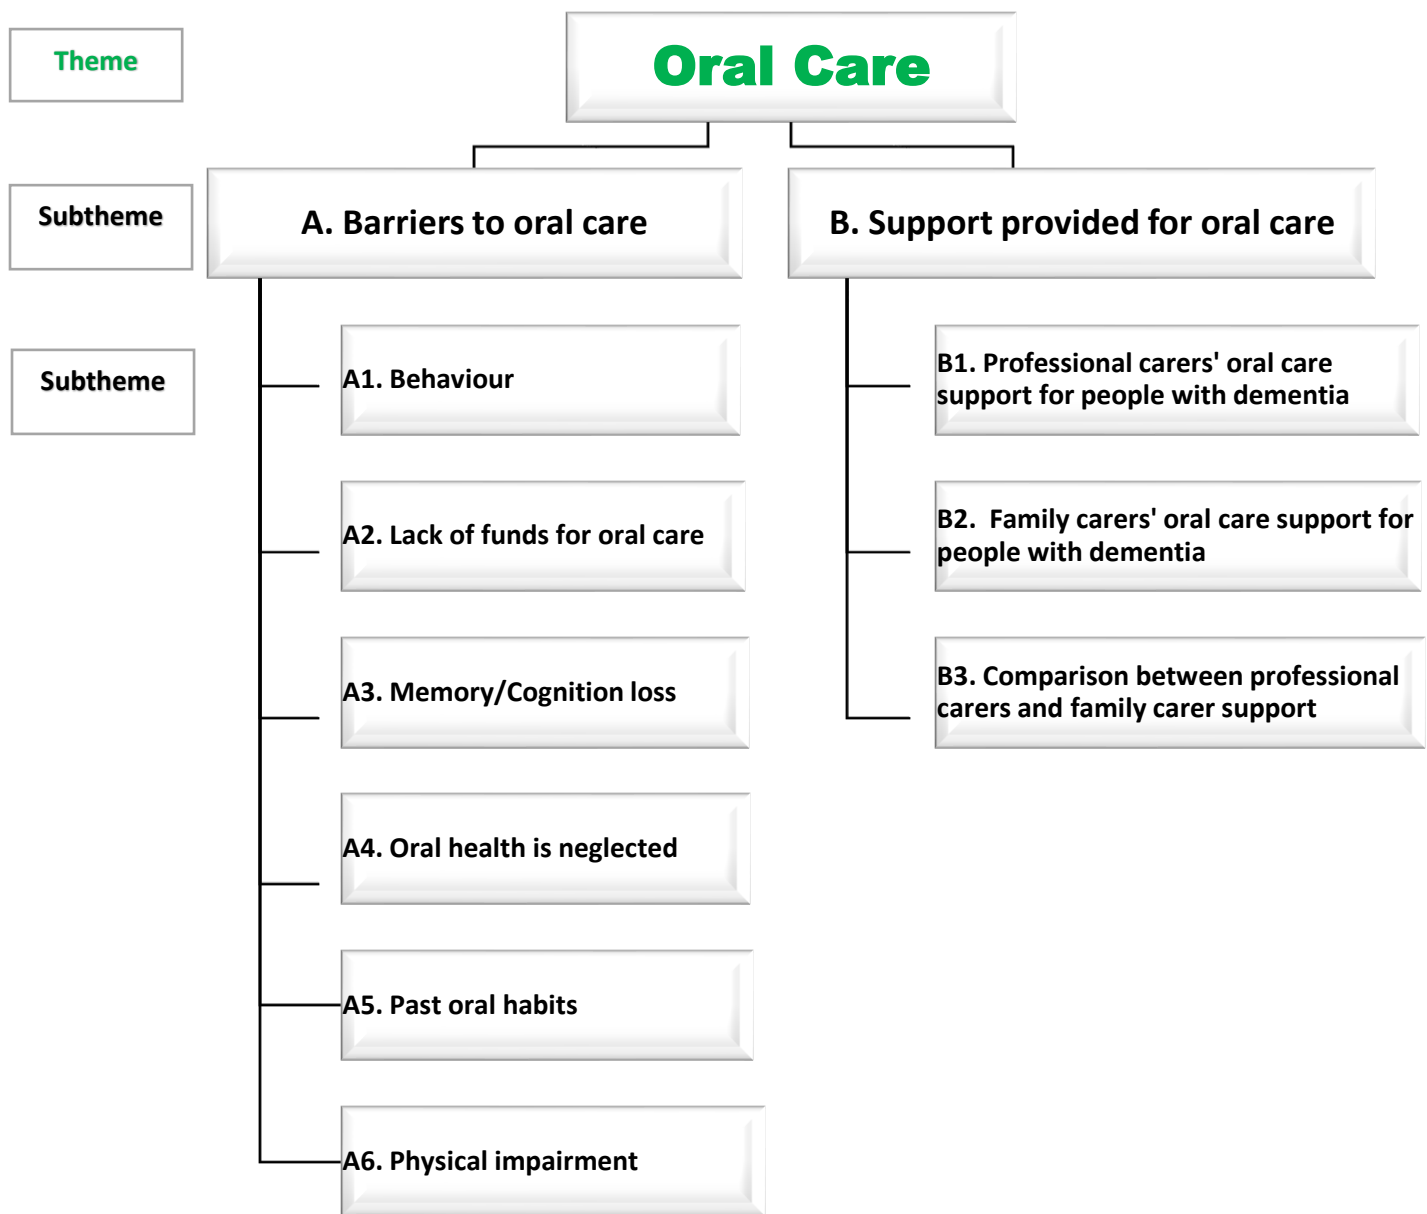 Theme
Oral Care
Subtheme
A. Barriers to oral care
B. Support provided for oral care
Subtheme
A1. Behaviour
A2. Lack of funds for oral care
A3. Memory/Cognition loss
A4. Oral health is neglected
A5. Past oral habits
A6. Physical impairment
B1. Professional carers' oral care
support for people with dementia
B2.  Family carers' oral care support for
people with dementia
B3. Comparison between professional
carers and family carer support